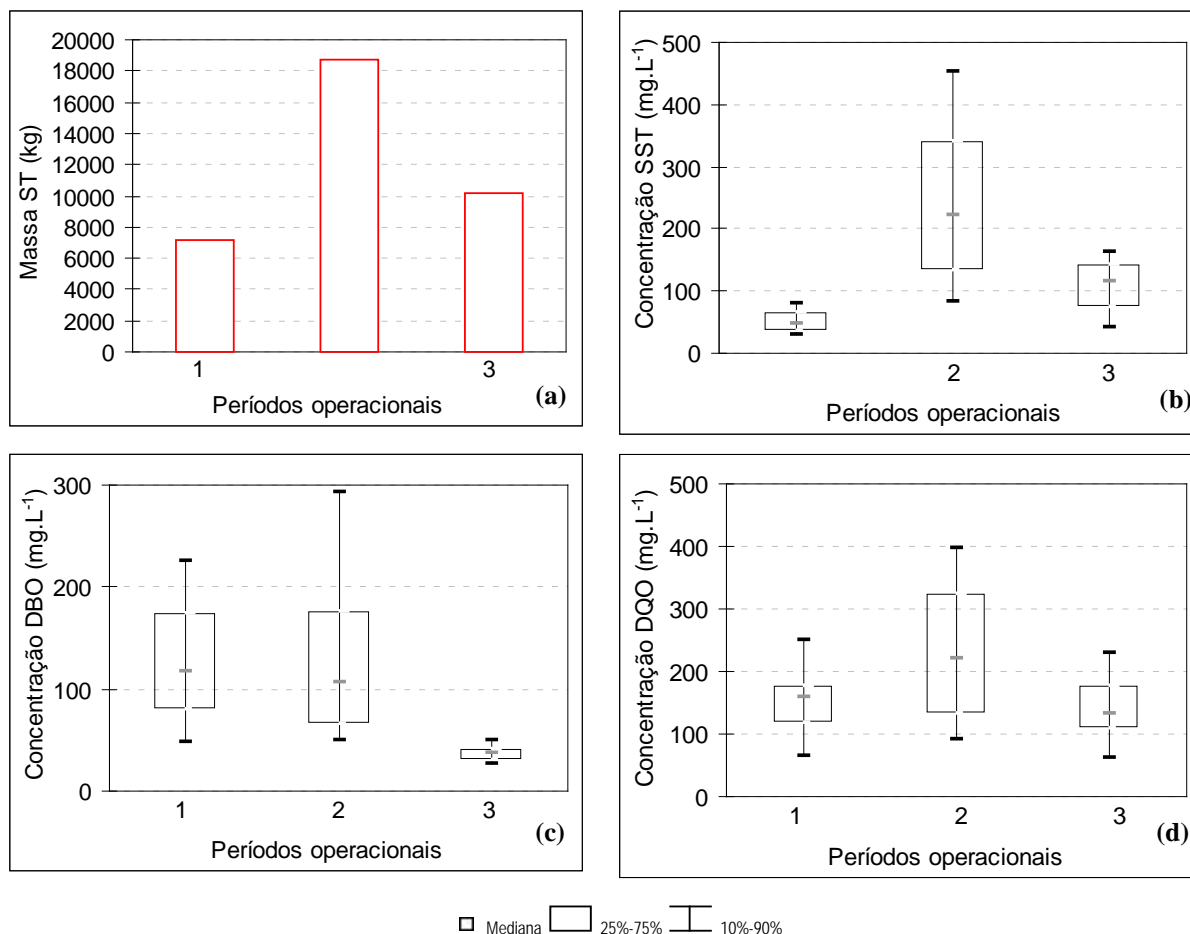 Massa ST (kg)
20000
18000
16000
14000
12000
10000
8000
6000
4000
2000
0
1 3
Períodos operacionais
(a)
Concentração SST (mg.L⁻¹)
500
400
300
200
100
0
2 3
Períodos operacionais
(b)
Concentração DBO (mg.L⁻¹)
300
200
100
0
1 2 3
Períodos operacionais
(c)
Concentração DQO (mg.L⁻¹)
500
400
300
200
100
0
1 2 3
Períodos operacionais
(d)
Mediana 25%-75% 10%-90%